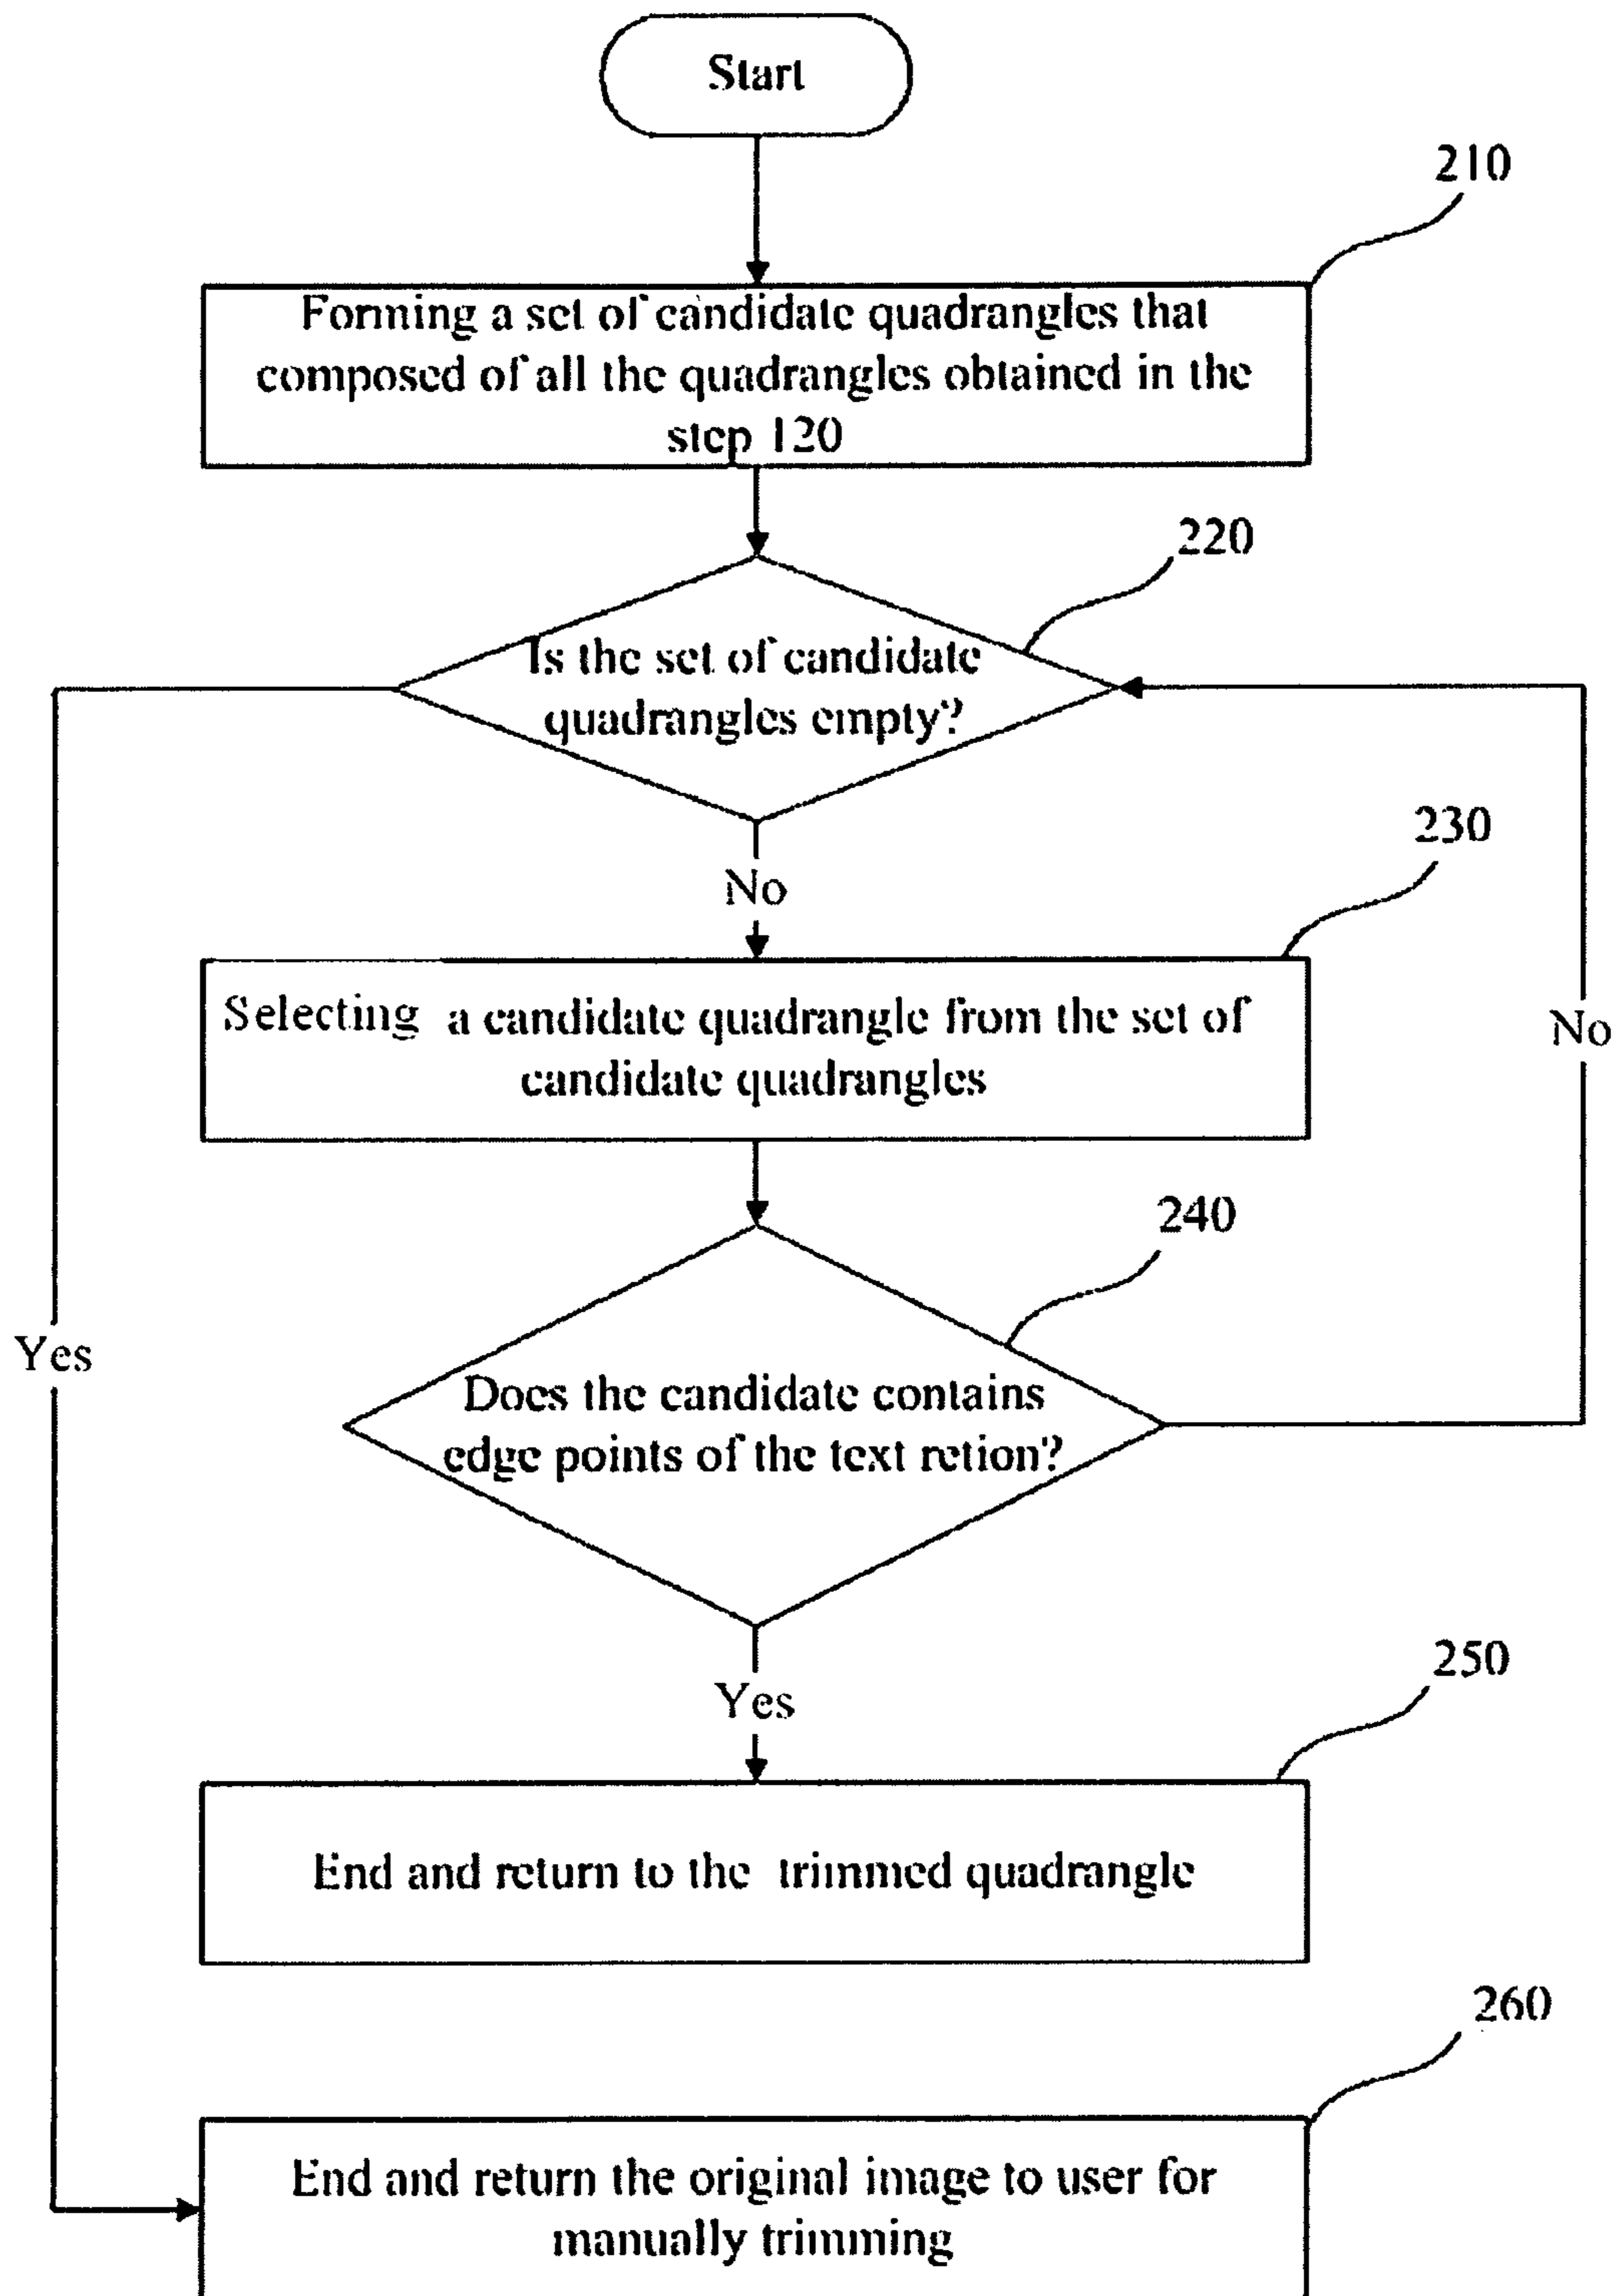 Start
210
Forming a set of candidate quadrangles that
composed of all the quadrangles obtained in the
step 120
220
Is the set of candidate
quadrangles empty?
230
No
Selecting a candidate quadrangle from the set of
candidate quadrangles
No
240
Yes
Does the candidate contains
edge points of the text retion?
250
Yes
End and return to the trimmed quadrangle
260
End and return the original image to user for
manually trimming